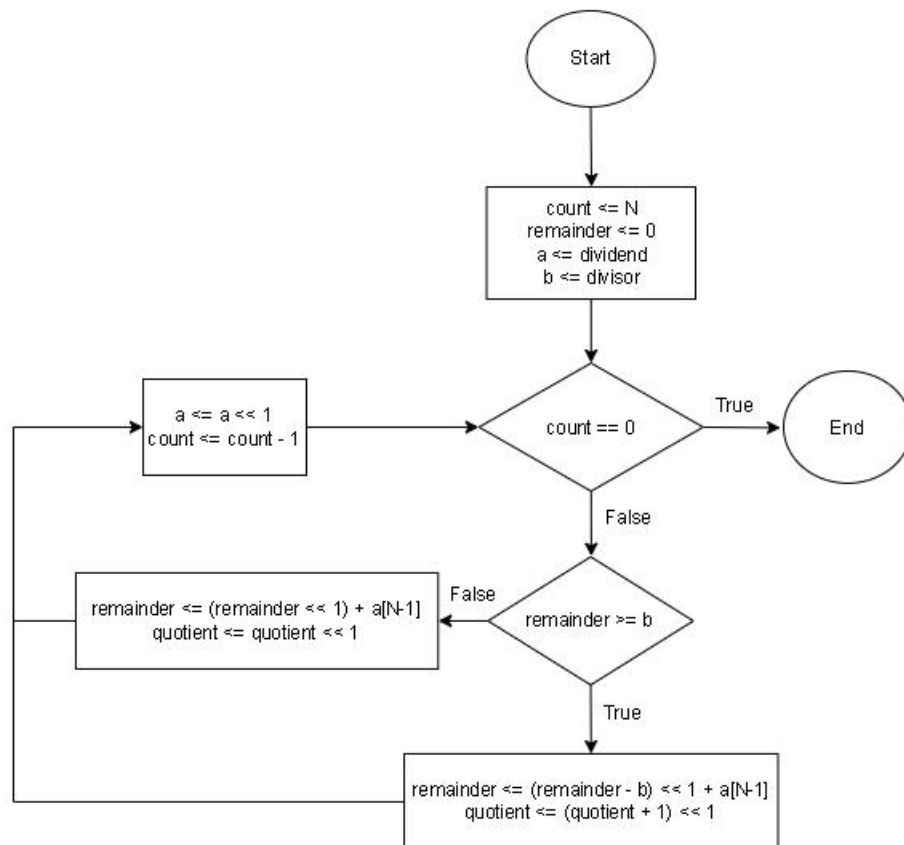 Start
count <= N
remainder <= 0
a <= dividend
b <= divisor
a <= a << 1
count <= count - 1
count == 0
True
End
False
remainder <= (remainder << 1) + a[N-1]
quotient <= quotient << 1
False
remainder >= b
True
remainder <= (remainder - b) << 1 + a[N-1]
quotient <= (quotient + 1) << 1